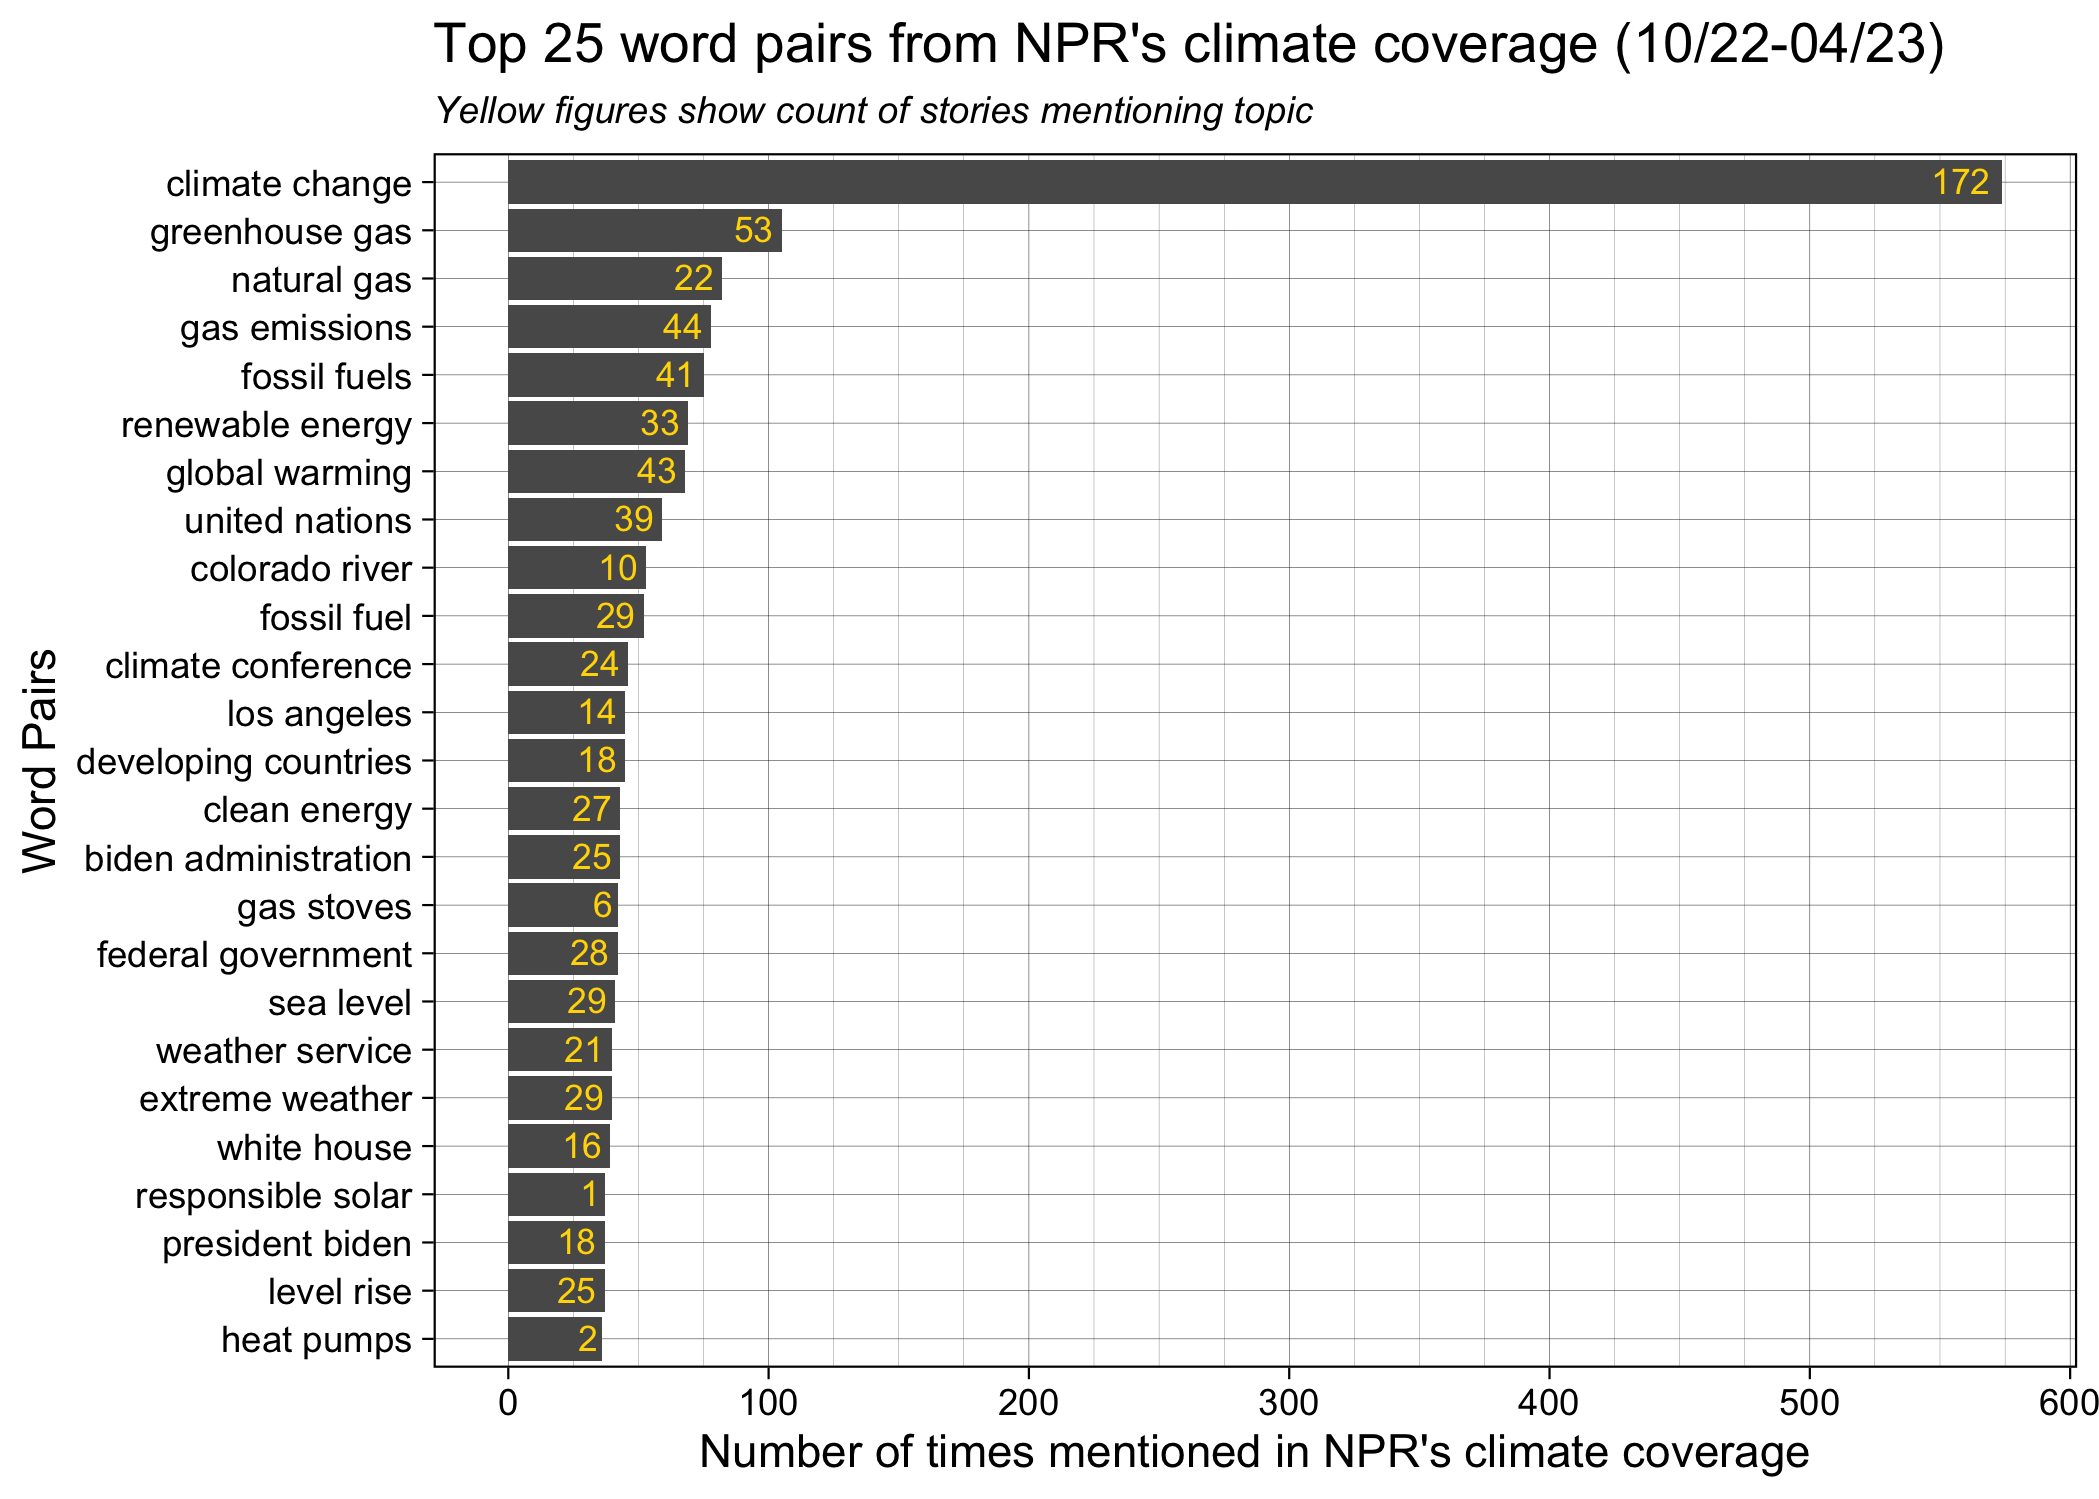 Top 25 word pairs from NPR's climate coverage (10/22-04/23)
Yellow figures show count of stories mentioning topic
Word Pairs
climate change 172
greenhouse gas 53
natural gas 22
gas emissions 44
fossil fuels 41
renewable energy 33
global warming 43
united nations 39
colorado river 10
fossil fuel 29
climate conference 24
los angeles 14
developing countries 18
clean energy 27
biden administration 25
gas stoves 6
federal government 28
sea level 29
weather service 21
extreme weather 29
white house 16
responsible solar 1
president biden 18
level rise 25
heat pumps 2
0 100 200 300 400 500 600
Number of times mentioned in NPR's climate coverage